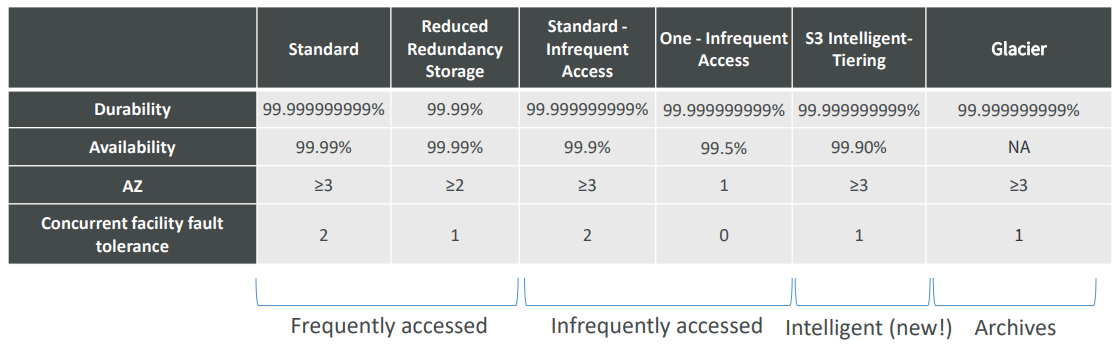 Standard
Reduced
Redundancy
Storage
Standard -
Infrequent
Access
One - Infrequent
Access
S3 Intelligent-
Tiering
Glacier
Durability 99.999999999% 99.99% 99.999999999% 99.999999999% 99.999999999% 99.999999999%
Availability 99.99% 99.99% 99.9% 99.5% 99.90% NA
AZ ≥3 ≥2 ≥3 1 ≥3 ≥3
Concurrent facility fault
tolerance
2 1 2 0 1 1
Frequently accessed Infrequently accessed Intelligent (new!) Archives